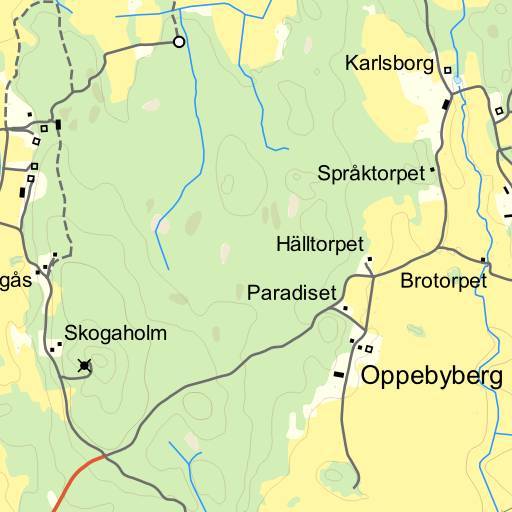 Karlsborg
Språktorpet
Hälltorpet
gås
Brotorpet
Paradiset
Skogaholm
Oppebyberg